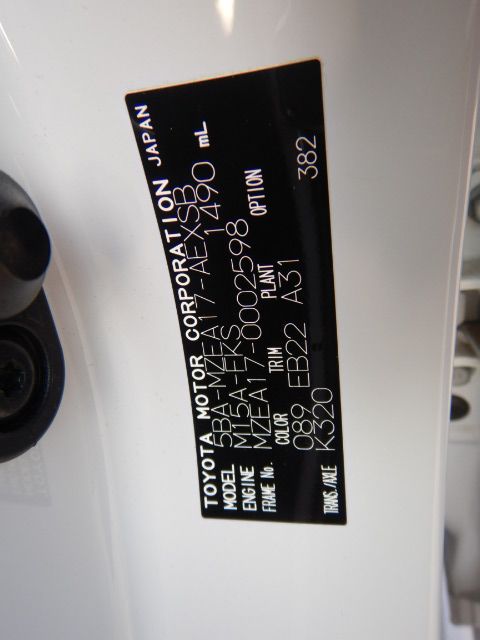 TOYOTA MOTOR CORPORATION JAPAN
MODEL 5BA-MZEA17-AEXSB
ENGINE M15A-FKS 1490 mL
FRAME No. MZEA17-0002598
COLOR TRIM PLANT OPTION
089 EB22 A31
TRANS./AXLE K320 382